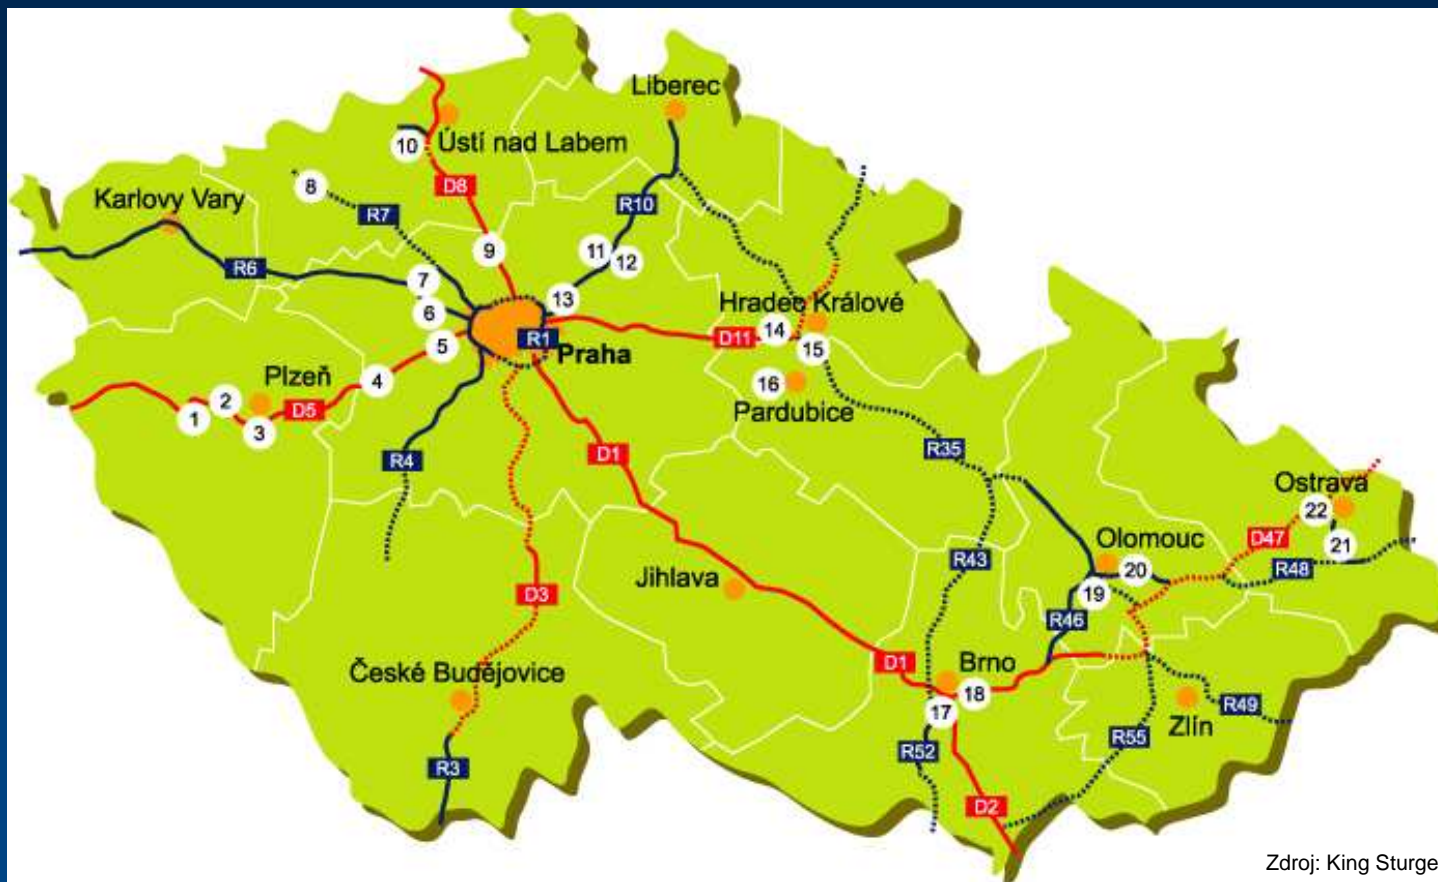 Liberec
Ústí nad Labem
10
D8
8
Karlovy Vary
R7
R10
9
11
12
R6
7
13
6
Hradec Králové
14
D11
R1
5
15
Praha
Plzeň
4
16
Pardubice
2
D5
1
3
R35
D1
R4
Ostrava
22
D47
21
Olomouc
R43
20
R48
Jihlava
D3
19
R46
D1
Brno
České Budějovice
18
17
Zlín
R49
R55
R52
R3
D2
Zdroj: King Sturge